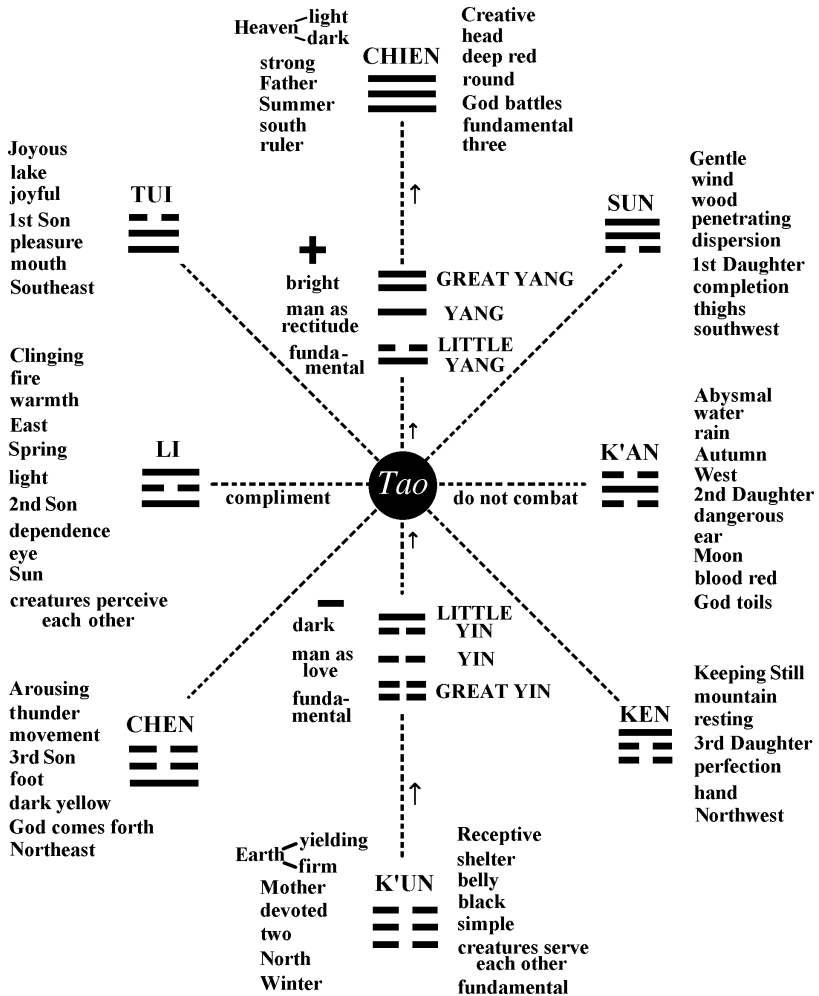 Heaven
light
dark
strong
Father
Summer
south
ruler
CHIEN
Creative
head
deep red
round
God battles
fundamental
three
Joyous
lake
joyful
1st Son
pleasure
mouth
Southeast
TUI
SUN
Gentle
wind
wood
penetrating
dispersion
1st Daughter
completion
thighs
southwest
+
bright
man as
rectitude
funda-
mental
GREAT YANG
YANG
LITTLE
YANG
Clinging
fire
warmth
East
Spring
light
2nd Son
dependence
eye
Sun
creatures perceive
each other
LI
compliment
Tao
do not combat
K'AN
Abysmal
water
rain
Autumn
West
2nd Daughter
dangerous
ear
Moon
blood red
God toils
dark
man as
love
funda-
mental
LITTLE
YIN
YIN
GREAT YIN
Arousing
thunder
movement
3rd Son
foot
dark yellow
God comes forth
Northeast
CHEN
KEN
Keeping Still
mountain
resting
3rd Daughter
perfection
hand
Northwest
Earth
yielding
firm
Mother
devoted
two
North
Winter
K'UN
Receptive
shelter
belly
black
simple
creatures serve
each other
fundamental